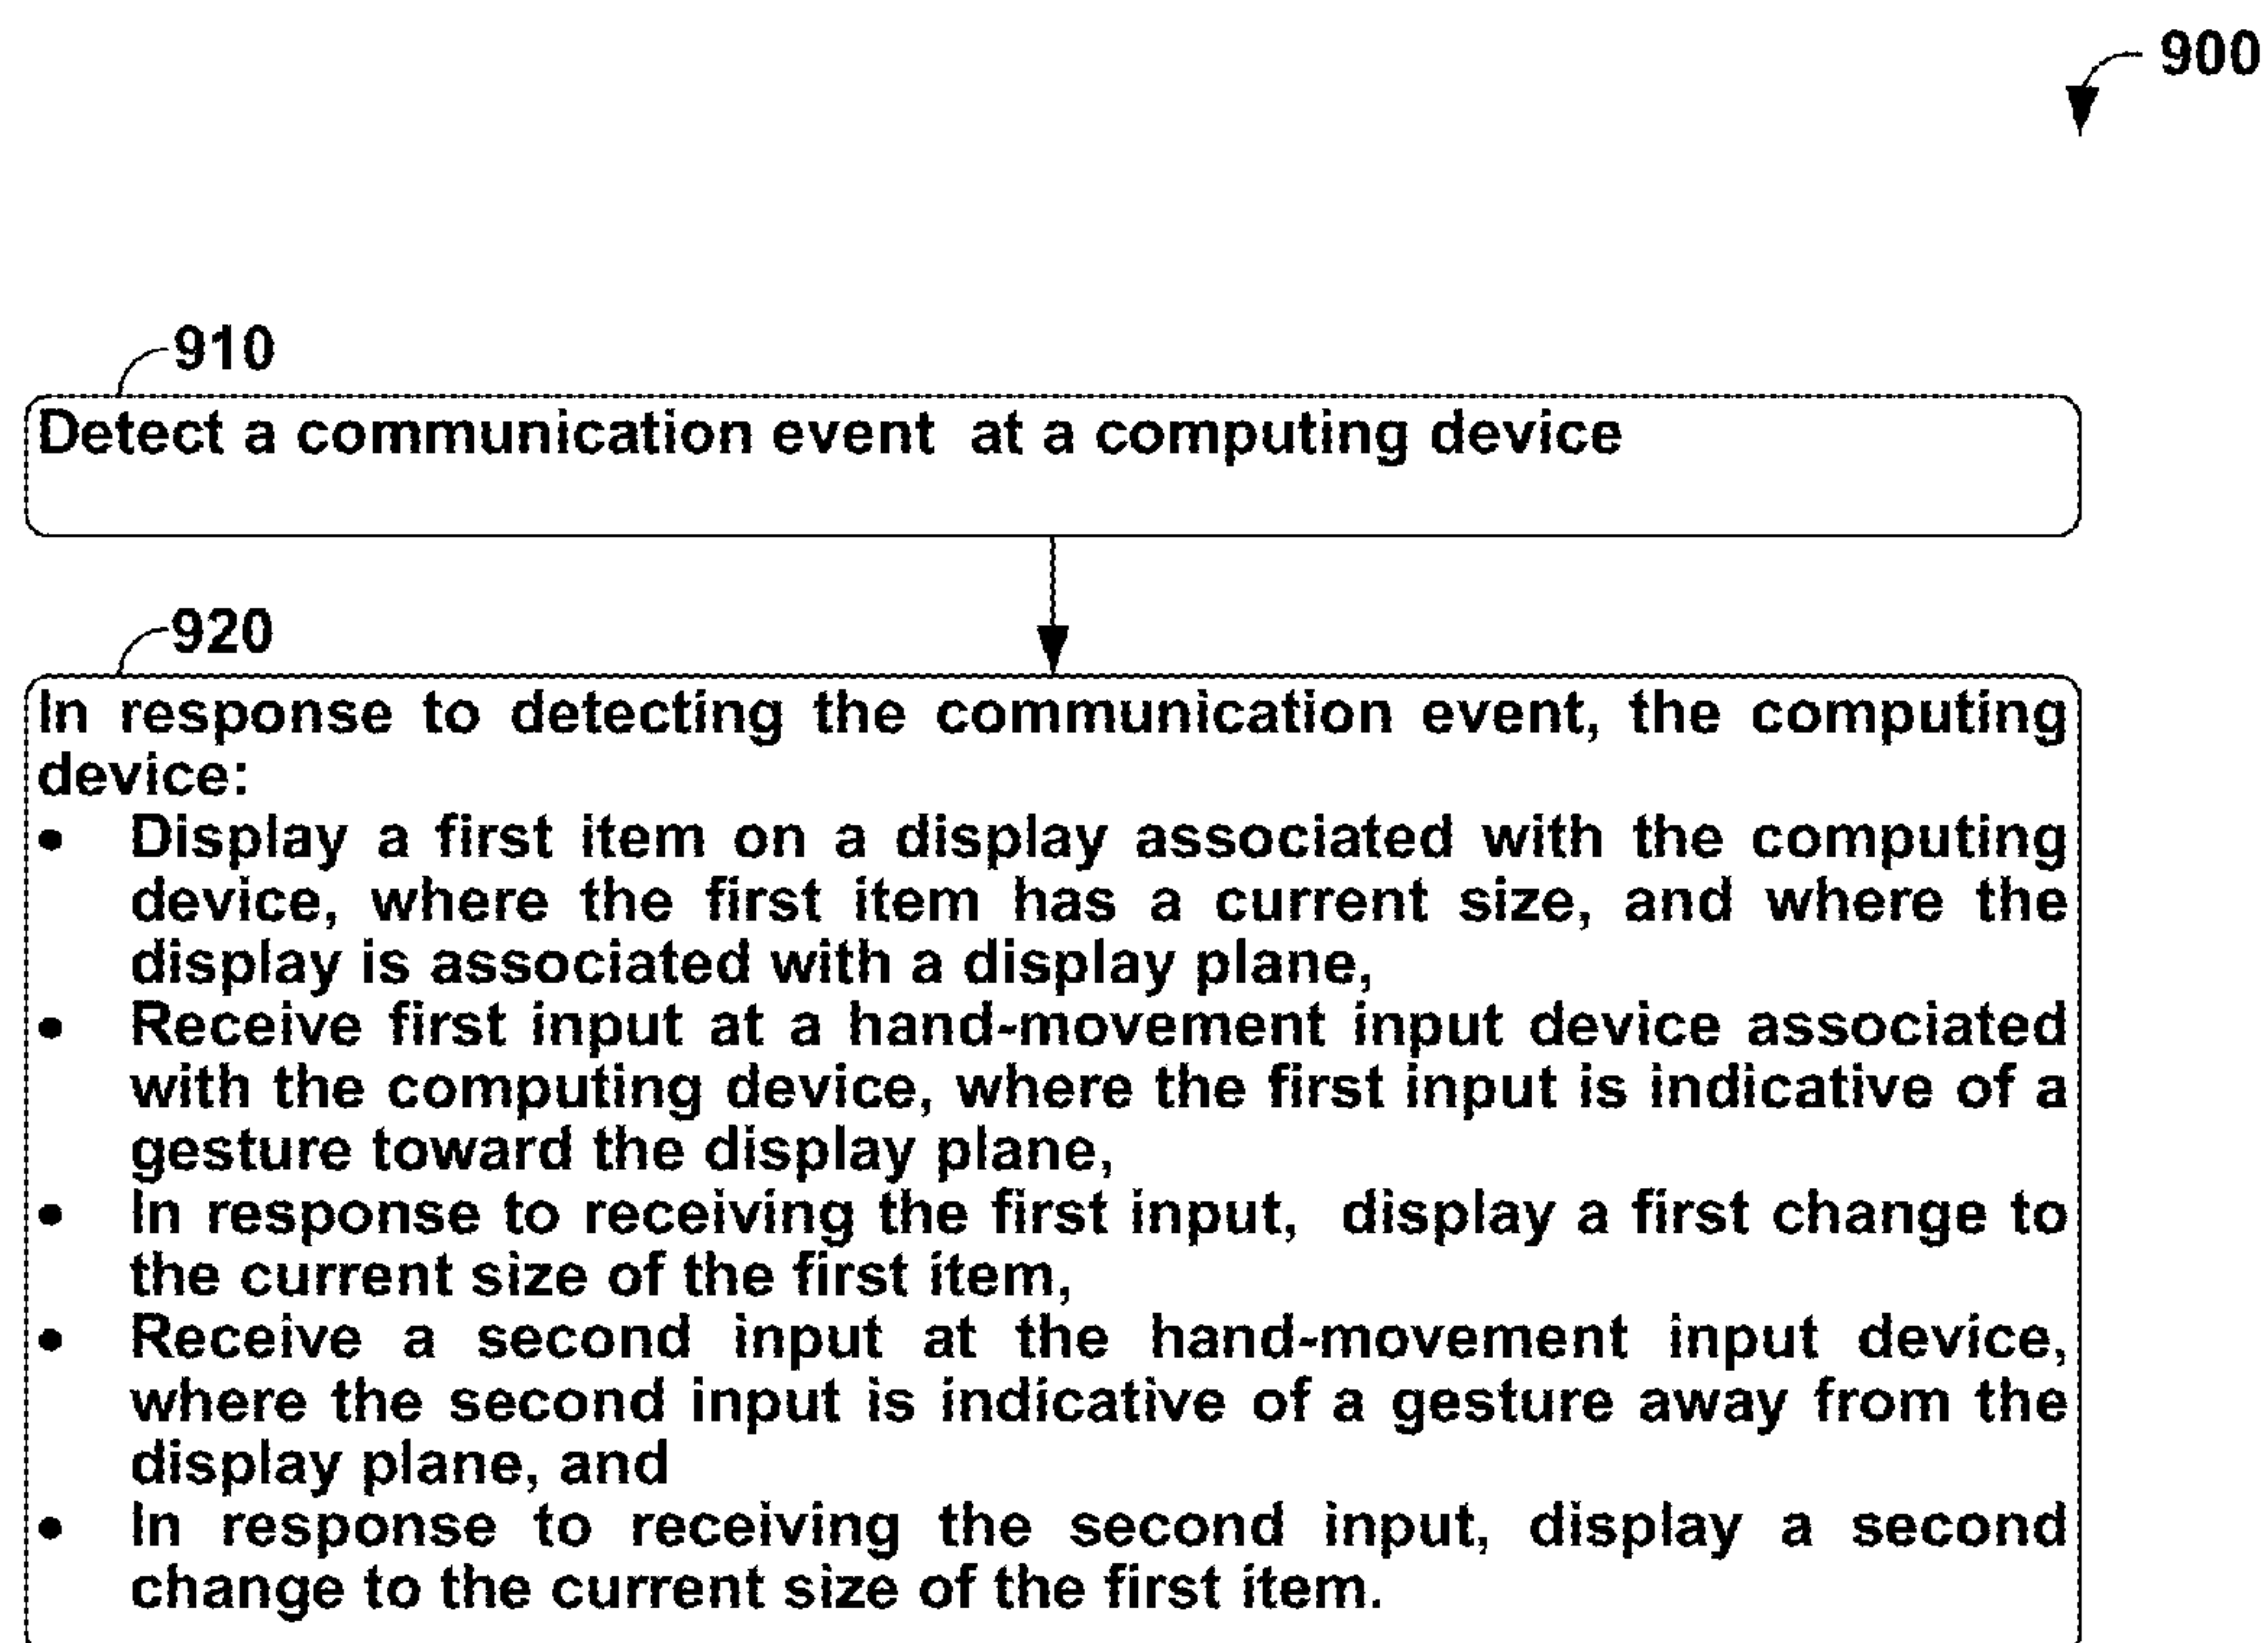 900
910
Detect a communication event at a computing device
920
In response to detecting the communication event, the computing
device:
• Display a first item on a display associated with the computing
device, where the first item has a current size, and where the
display is associated with a display plane,
• Receive first input at a hand-movement input device associated
with the computing device, where the first input is indicative of a
gesture toward the display plane,
• In response to receiving the first input, display a first change to
the current size of the first item,
• Receive a second input at the hand-movement input device,
where the second input is indicative of a gesture away from the
display plane, and
• In response to receiving the second input, display a second
change to the current size of the first item.